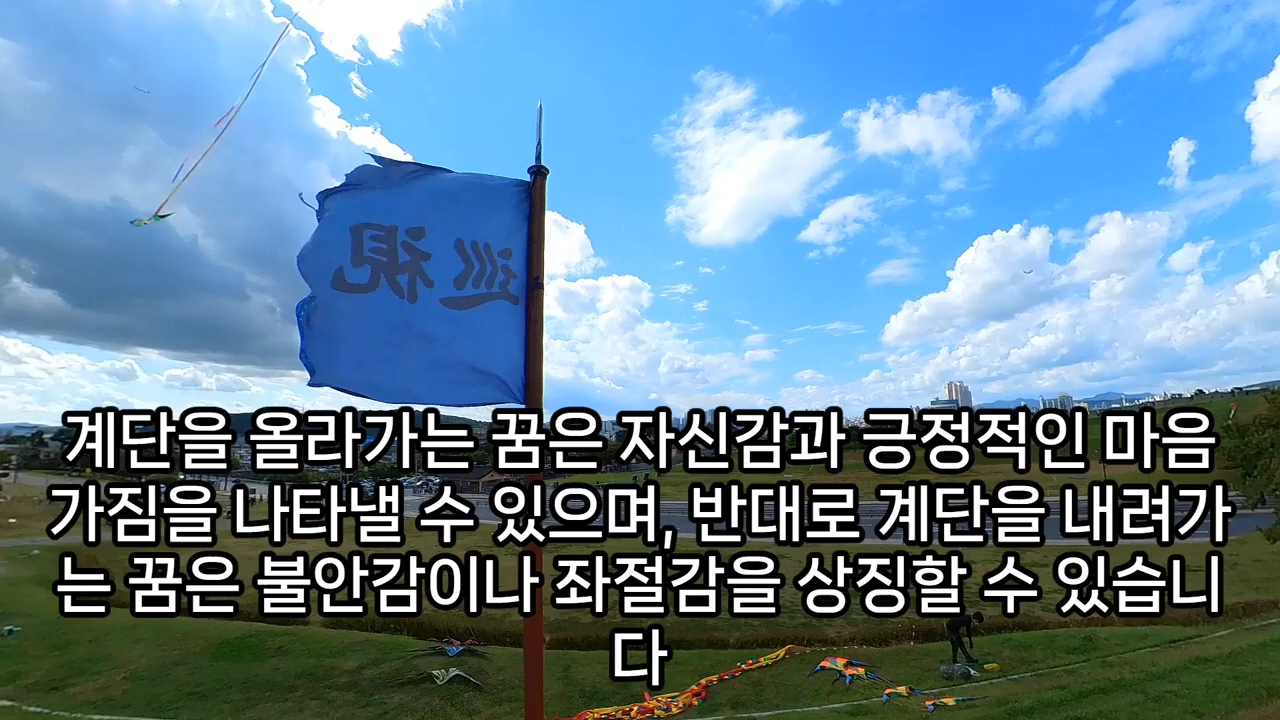 巡視
계단을 올라가는 꿈은 자신감과 긍정적인 마음
가짐을 나타낼 수 있으며, 반대로 계단을 내려가
는 꿈은 불안감이나 좌절감을 상징할 수 있습니
다